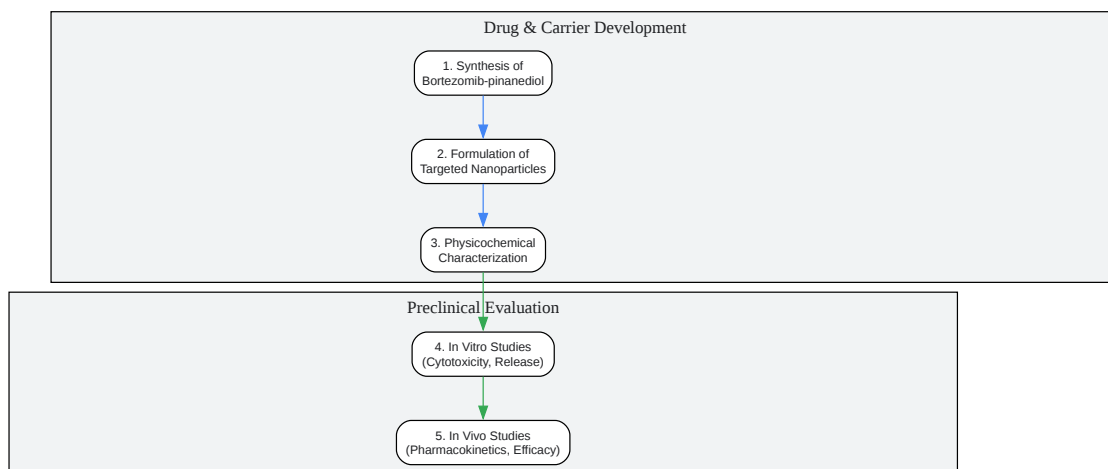 Drug & Carrier Development
1. Synthesis of
Bortezomib-pinanediol
2. Formulation of
Targeted Nanoparticles
3. Physicochemical
Characterization
Preclinical Evaluation
4. In Vitro Studies
(Cytotoxicity, Release)
5. In Vivo Studies
(Pharmacokinetics, Efficacy)